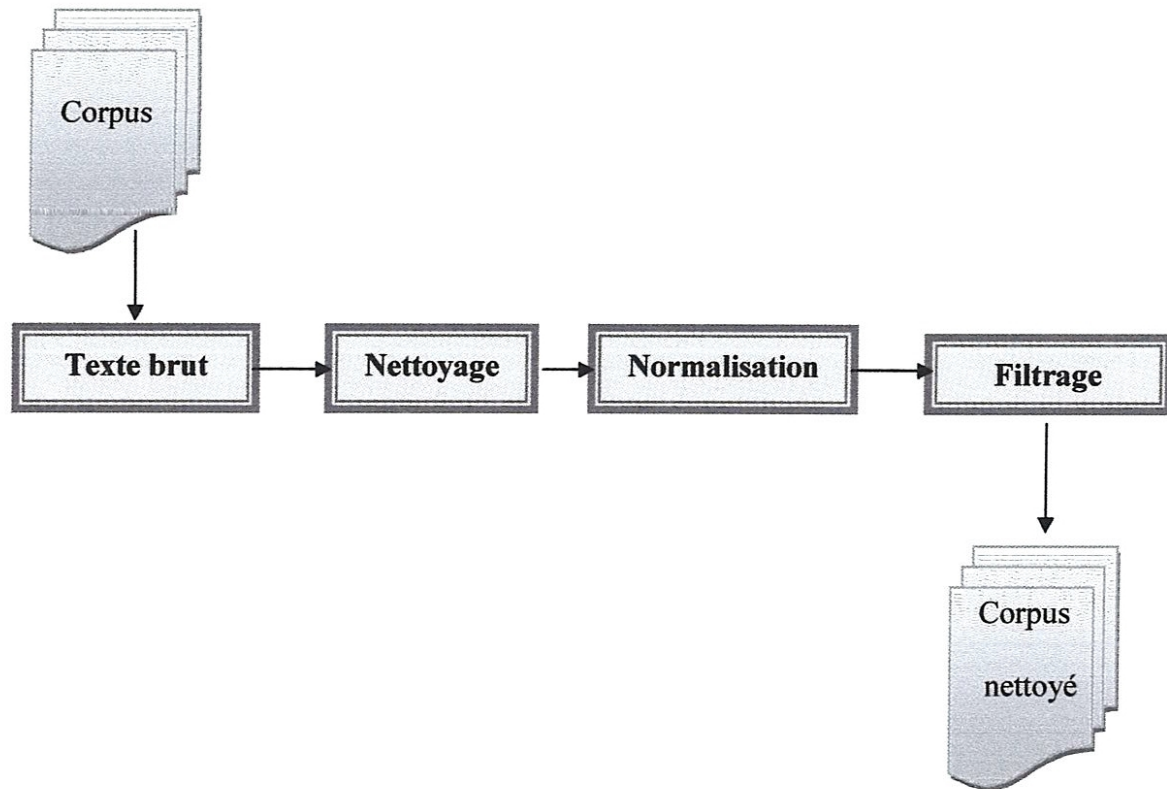 Corpus
Texte brut
Nettoyage
Normalisation
Filtrage
Corpus
nettoyé